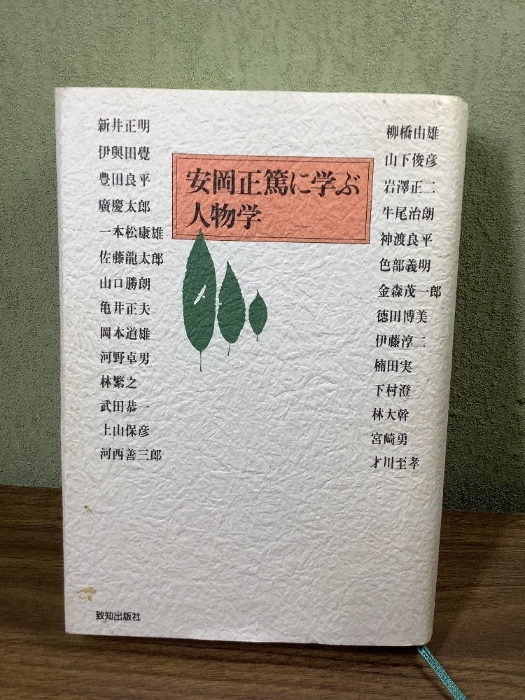 安岡正篤に学ぶ
人物学
新井正明
伊與田覺
豊田良平
廣慶太郎
一本松康雄
佐藤龍太郎
山口勝朗
亀井正夫
岡本道雄
河野卓男
林繁之
武田恭一
上山保彦
河西善三郎
柳橋由雄
山下俊彦
岩澤正二
牛尾治朗
神渡良平
色部義明
金森茂一郎
徳田博美
伊藤淳二
楠田実
下村澄
林大幹
宮崎勇
才川至孝
致知出版社